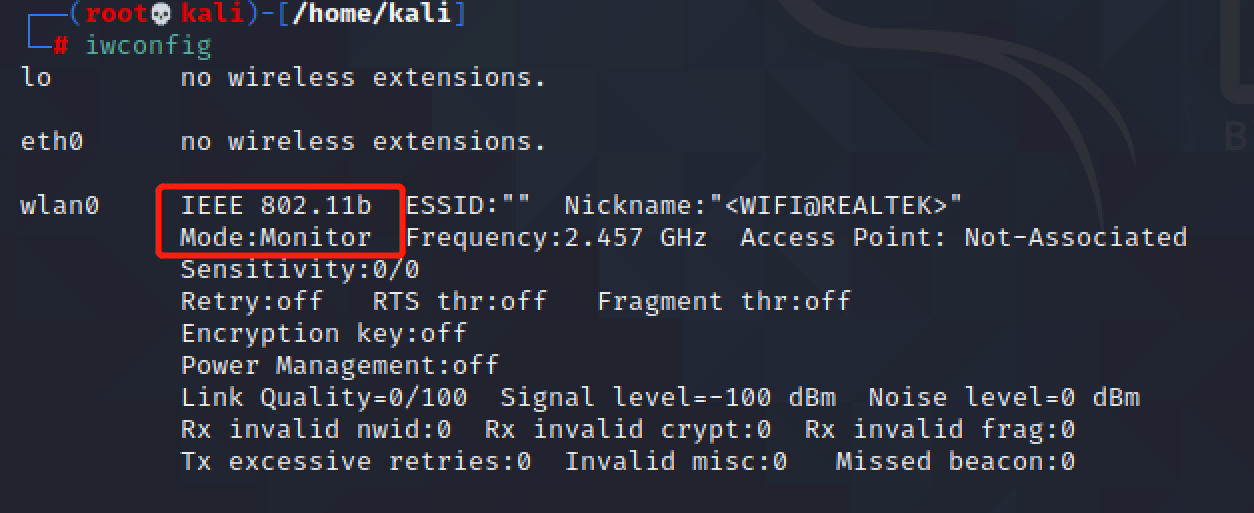 ┌──(root💀kali)-[/home/kali]
└─# iwconfig
lo        no wireless extensions.
eth0      no wireless extensions.
wlan0     IEEE 802.11b  ESSID:""  Nickname:"<WIFI@REALTEK>"
          Mode:Monitor  Frequency:2.457 GHz  Access Point: Not-Associated
          Sensitivity:0/0
          Retry:off   RTS thr:off   Fragment thr:off
          Encryption key:off
          Power Management:off
          Link Quality=0/100  Signal level=-100 dBm  Noise level=0 dBm
          Rx invalid nwid:0  Rx invalid crypt:0  Rx invalid frag:0
          Tx excessive retries:0  Invalid misc:0   Missed beacon:0